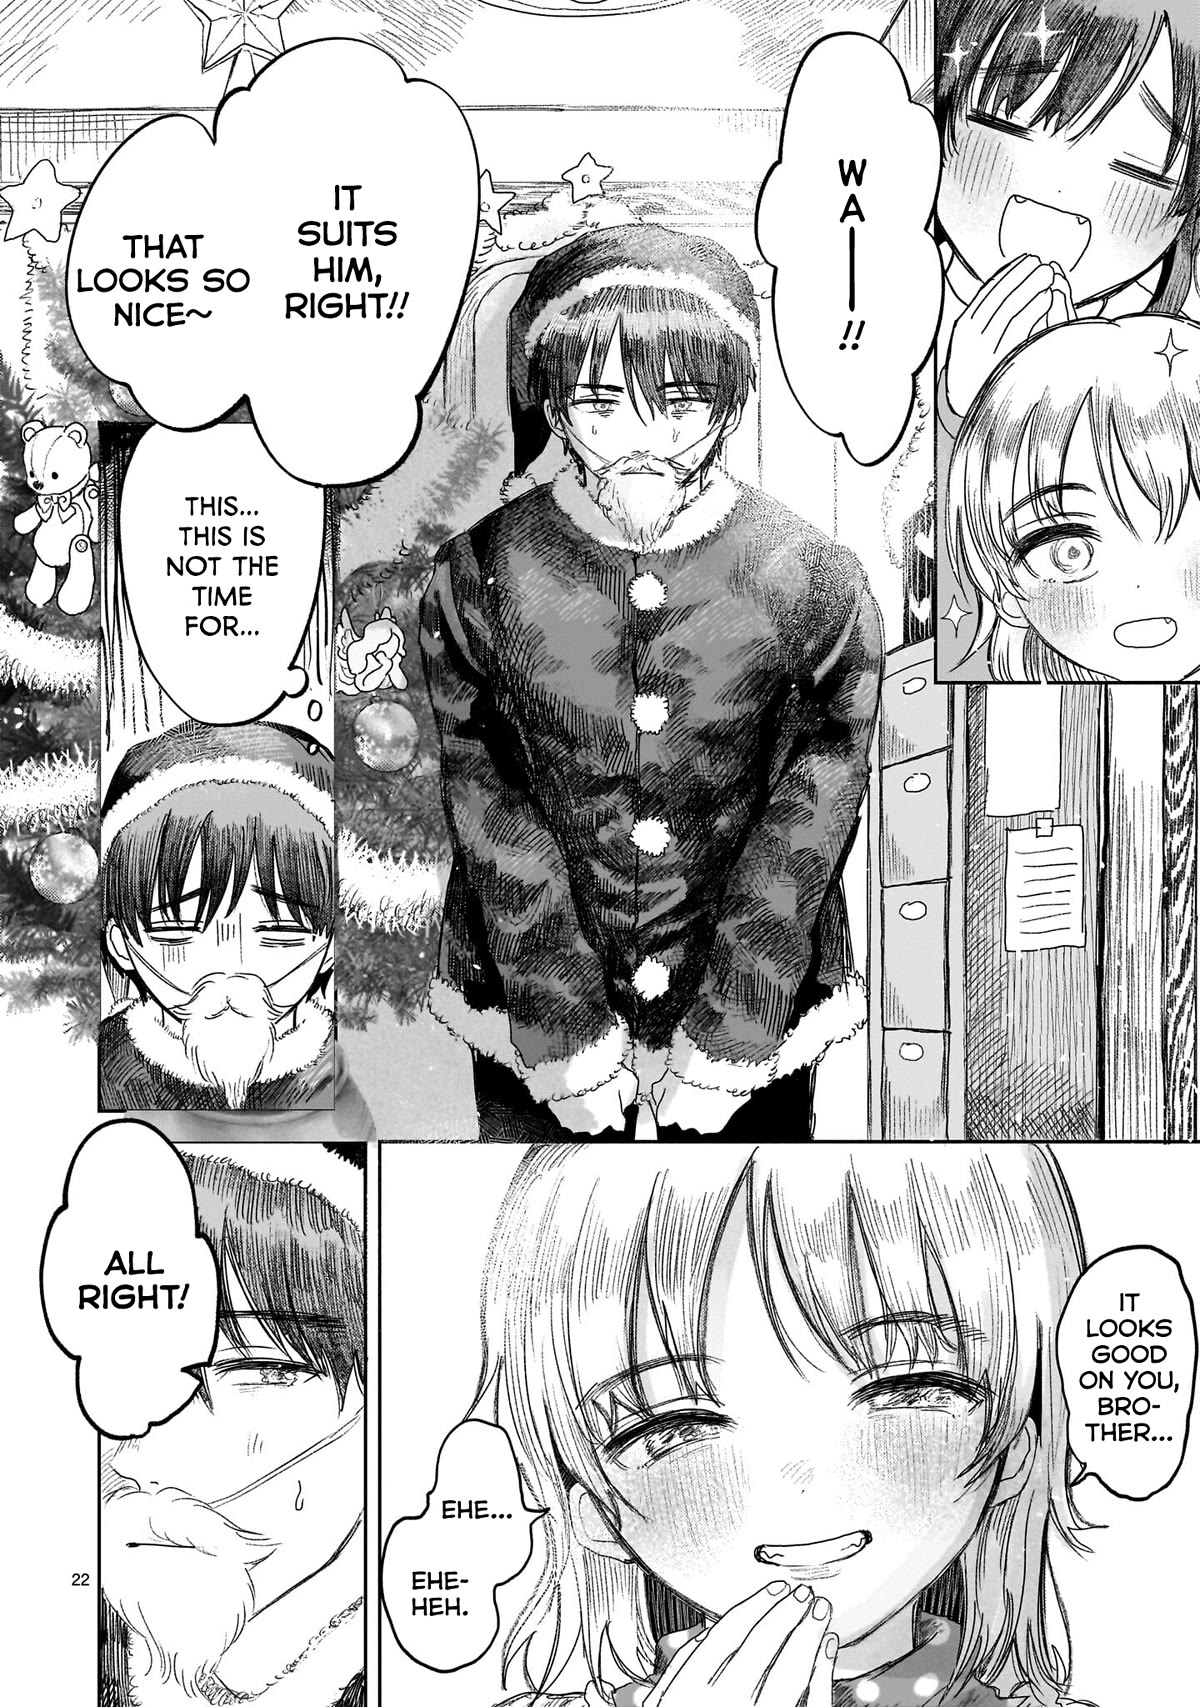 WA—!!
IT
SUITS
HIM,
RIGHT!!
THAT
LOOKS SO
NICE~
THIS...
THIS IS
NOT THE
TIME
FOR...
IT
LOOKS
GOOD
ON YOU,
BRO-
THER...
EHE...
EHE-
HEH.
ALL
RIGHT!
22